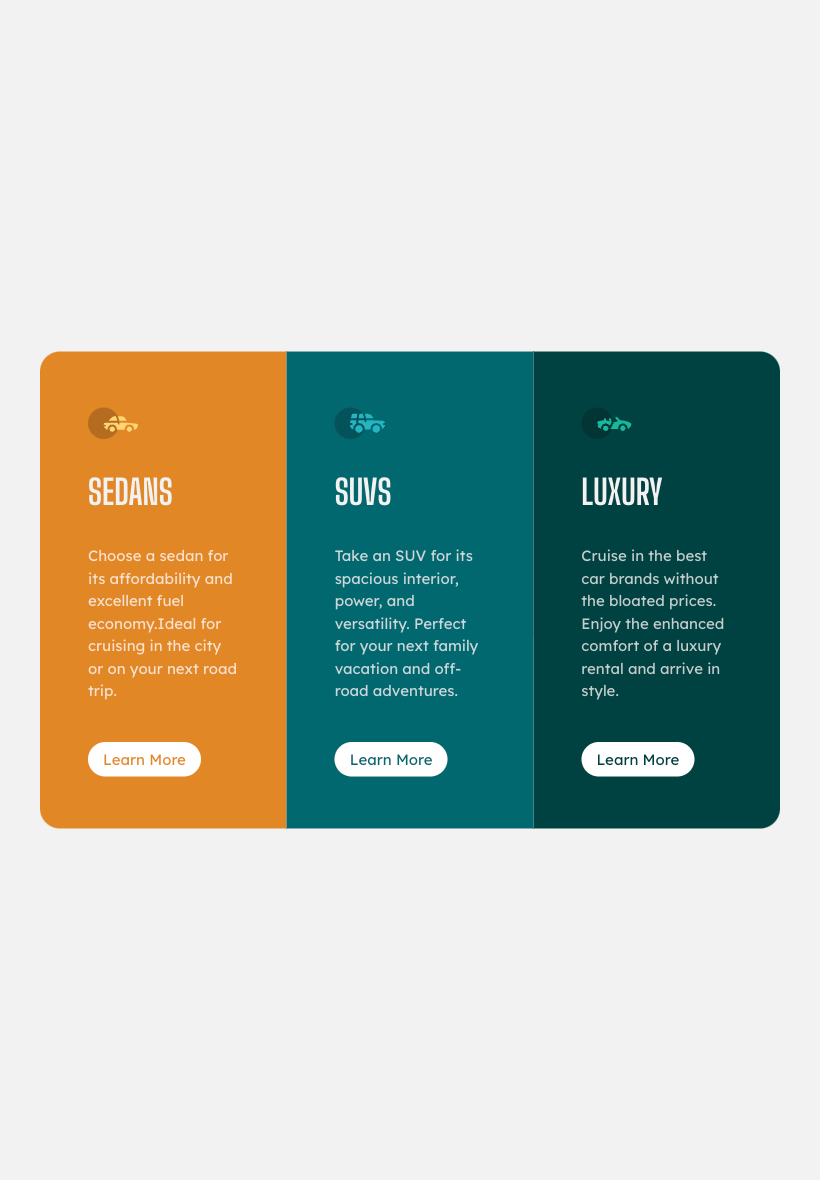 SEDANS
Choose a sedan for
its affordability and
excellent fuel
economy.Ideal for
cruising in the city
or on your next road
trip.
Learn More
SUVS
Take an SUV for its
spacious interior,
power, and
versatility. Perfect
for your next family
vacation and off-
road adventures.
Learn More
LUXURY
Cruise in the best
car brands without
the bloated prices.
Enjoy the enhanced
comfort of a luxury
rental and arrive in
style.
Learn More